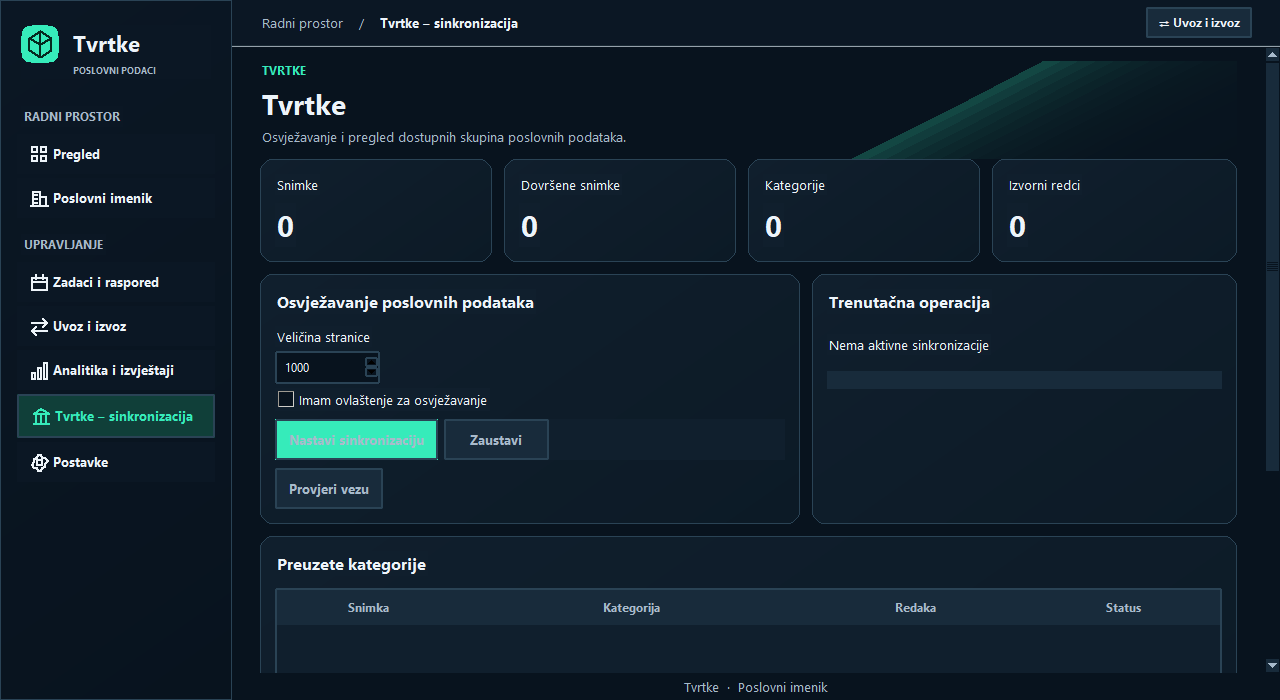 Tvrtke
POSLOVNI PODACI
RADNI PROSTOR
Pregled
Poslovni imenik
UPRAVLJANJE
Zadaci i raspored
Uvoz i izvoz
Analitika i izvještaji
Tvrtke – sinkronizacija
Postavke
Radni prostor / Tvrtke – sinkronizacija
⇄ Uvoz i izvoz
TVRTKE
Tvrtke
Osvježavanje i pregled dostupnih skupina poslovnih podataka.
Snimke
0
Dovršene snimke
0
Kategorije
0
Izvorni redci
0
Osvježavanje poslovnih podataka
Veličina stranice
1000
Imam ovlaštenje za osvježavanje
Nastavi sinkronizaciju
Zaustavi
Provjeri vezu
Trenutačna operacija
Nema aktivne sinkronizacije
Preuzete kategorije
Snimka Kategorija Redaka Status
Tvrtke · Poslovni imenik